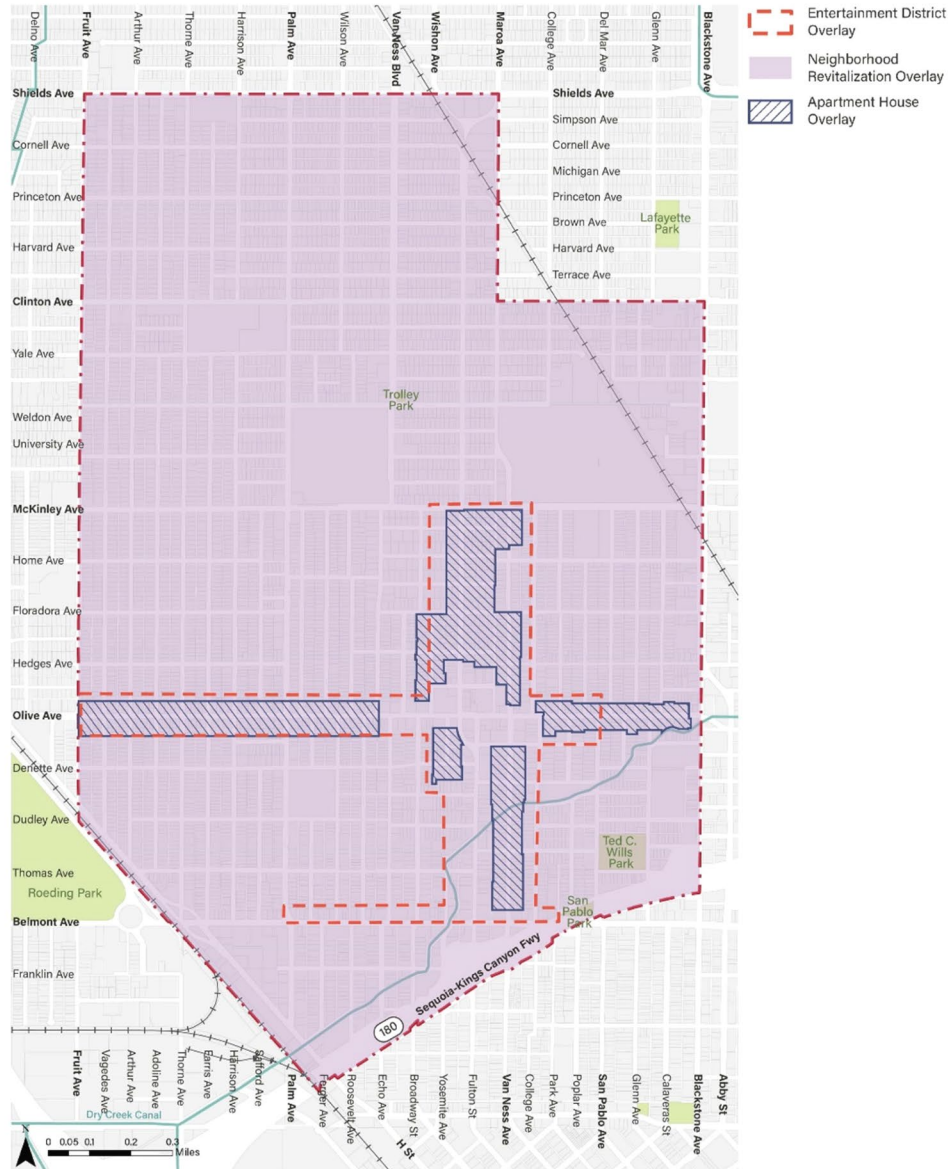 Delno Ave
Fruit Ave
Arthur Ave
Thorne Ave
Harrison Ave
Palm Ave
Wilson Ave
Van Ness Blvd
Wishon Ave
Maroa Ave
College Ave
Del Mar Ave
Glenn Ave
Blackstone Ave
Entertainment District
Overlay
Neighborhood
Revitalization Overlay
Apartment House
Overlay
Shields Ave
Cornell Ave
Princeton Ave
Harvard Ave
Clinton Ave
Yale Ave
Weldon Ave
University Ave
McKinley Ave
Home Ave
Floradora Ave
Hedges Ave
Olive Ave
Dennett Ave
Dudley Ave
Thomas Ave
Roeding Park
Belmont Ave
Franklin Ave
Shields Ave
Simpson Ave
Cornell Ave
Michigan Ave
Princeton Ave
Brown Ave
Harvard Ave
Terrace Ave
Lafayette
Park
Trolley
Park
Ted C.
Wills
Park
San
Pablo
Park
Sequoia-Kings Canyon Fwy
180
Fruit Ave
Vagedes Ave
Arthur Ave
Adoline Ave
Thorne Ave
Farris Ave
Harrison Ave
Safford Ave
Palm Ave
Ferger Ave
Roosevelt Ave
Echo Ave
Broadway St
Yosemite Ave
Fulton St
Van Ness Ave
College Ave
Park Ave
Poplar Ave
San Pablo Ave
Glenn Ave
Calaveras St
Blackstone Ave
Abby St
H St
Dry Creek Canal
0 0.05 0.1 0.2 0.3
Miles